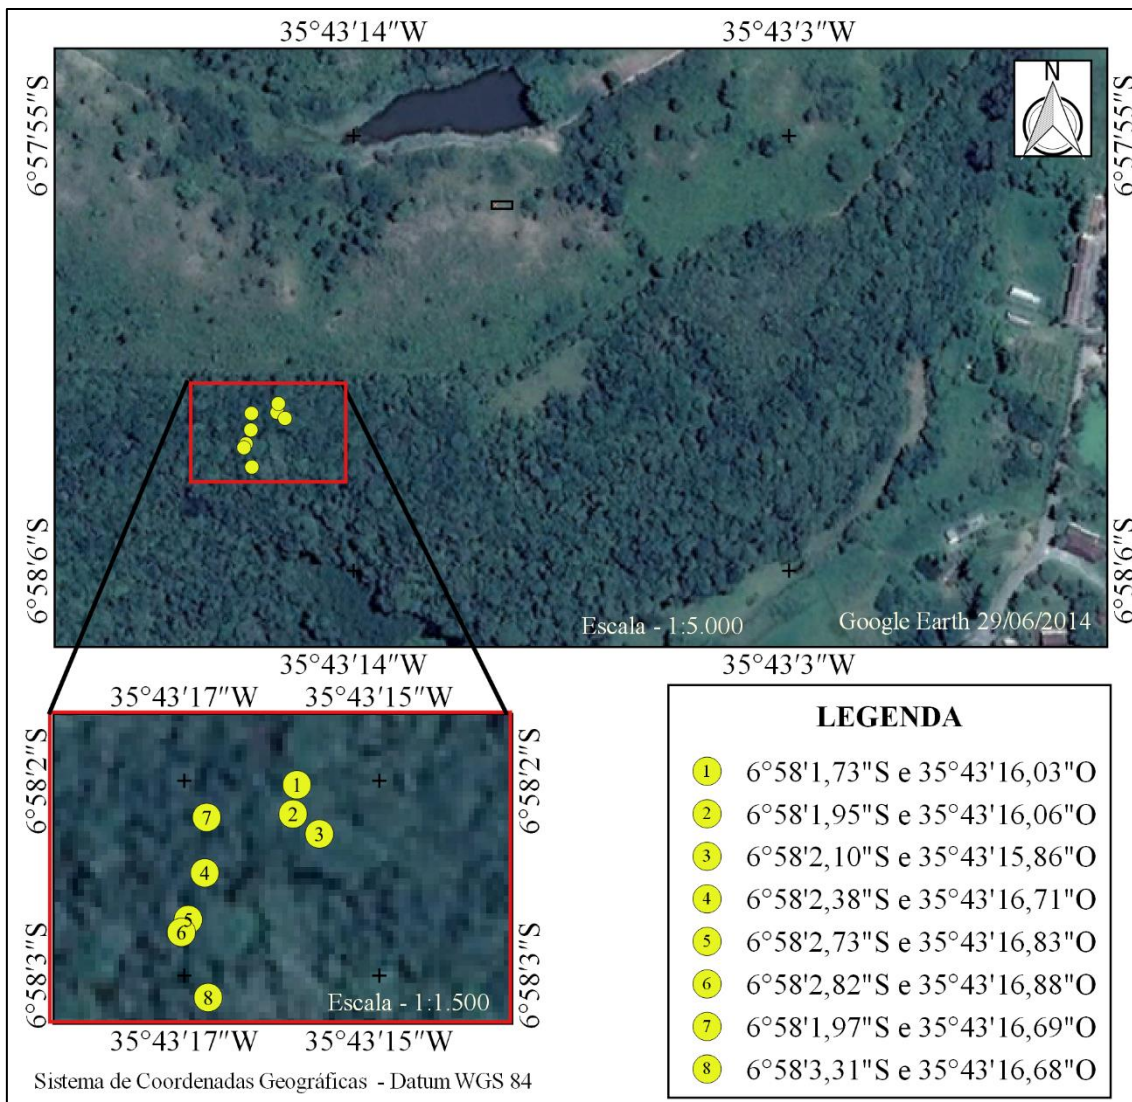 35°43'14"W 35°43'3"W
6°57'55"S
6°57'55"S
N
6°58'6"S
6°58'6"S
Escala - 1:5.000
Google Earth 29/06/2014
35°43'14"W 35°43'3"W
35°43'17"W 35°43'15"W
6°58'2"S
6°58'2"S
1
2
3
7
4
5
6
8
6°58'3"S
6°58'3"S
Escala - 1:1.500
35°43'17"W 35°43'15"W
Sistema de Coordenadas Geográficas - Datum WGS 84
LEGENDA
1 6°58'1,73"S e 35°43'16,03"O
2 6°58'1,95"S e 35°43'16,06"O
3 6°58'2,10"S e 35°43'15,86"O
4 6°58'2,38"S e 35°43'16,71"O
5 6°58'2,73"S e 35°43'16,83"O
6 6°58'2,82"S e 35°43'16,88"O
7 6°58'1,97"S e 35°43'16,69"O
8 6°58'3,31"S e 35°43'16,68"O